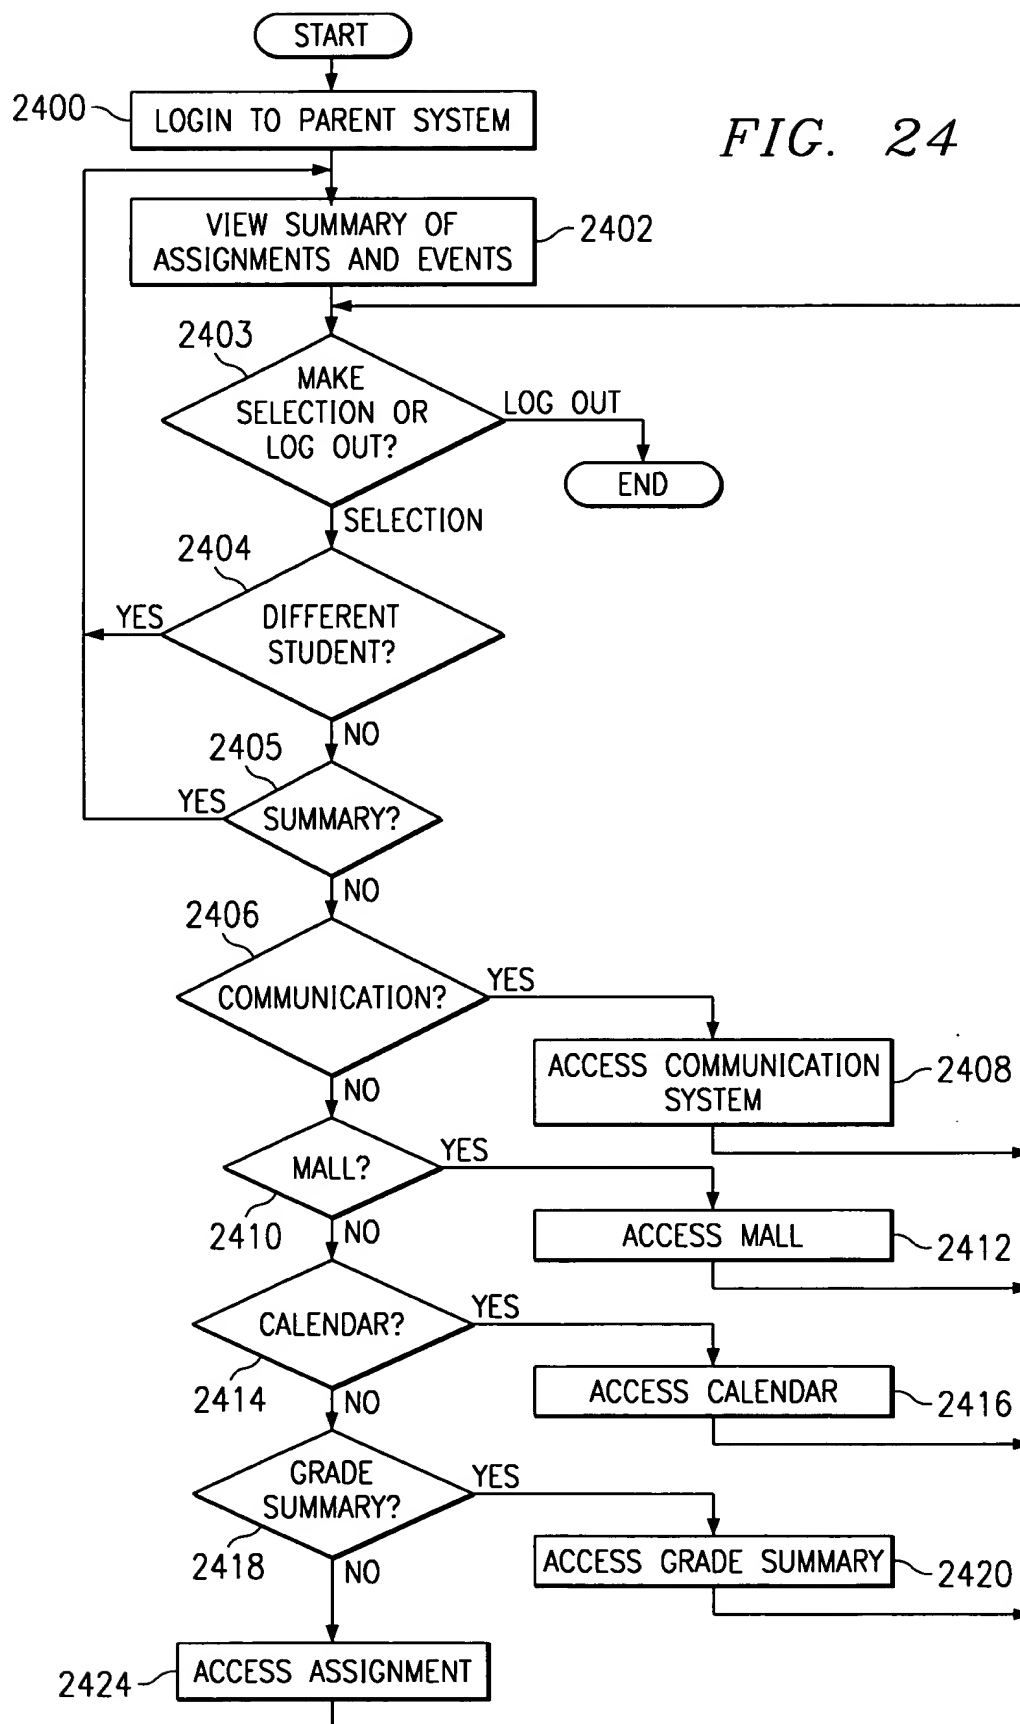 START
2400
LOGIN TO PARENT SYSTEM
FIG. 24
VIEW SUMMARY OF
ASSIGNMENTS AND EVENTS
2402
2403
MAKE
SELECTION OR
LOG OUT?
LOG OUT
END
SELECTION
2404
YES
DIFFERENT
STUDENT?
NO
2405
YES
SUMMARY?
NO
2406
COMMUNICATION?
YES
ACCESS COMMUNICATION
SYSTEM
2408
NO
MALL?
YES
2410
NO
ACCESS MALL
2412
CALENDAR?
YES
2414
NO
ACCESS CALENDAR
2416
GRADE
SUMMARY?
YES
2418
NO
ACCESS GRADE SUMMARY
2420
ACCESS ASSIGNMENT
2424